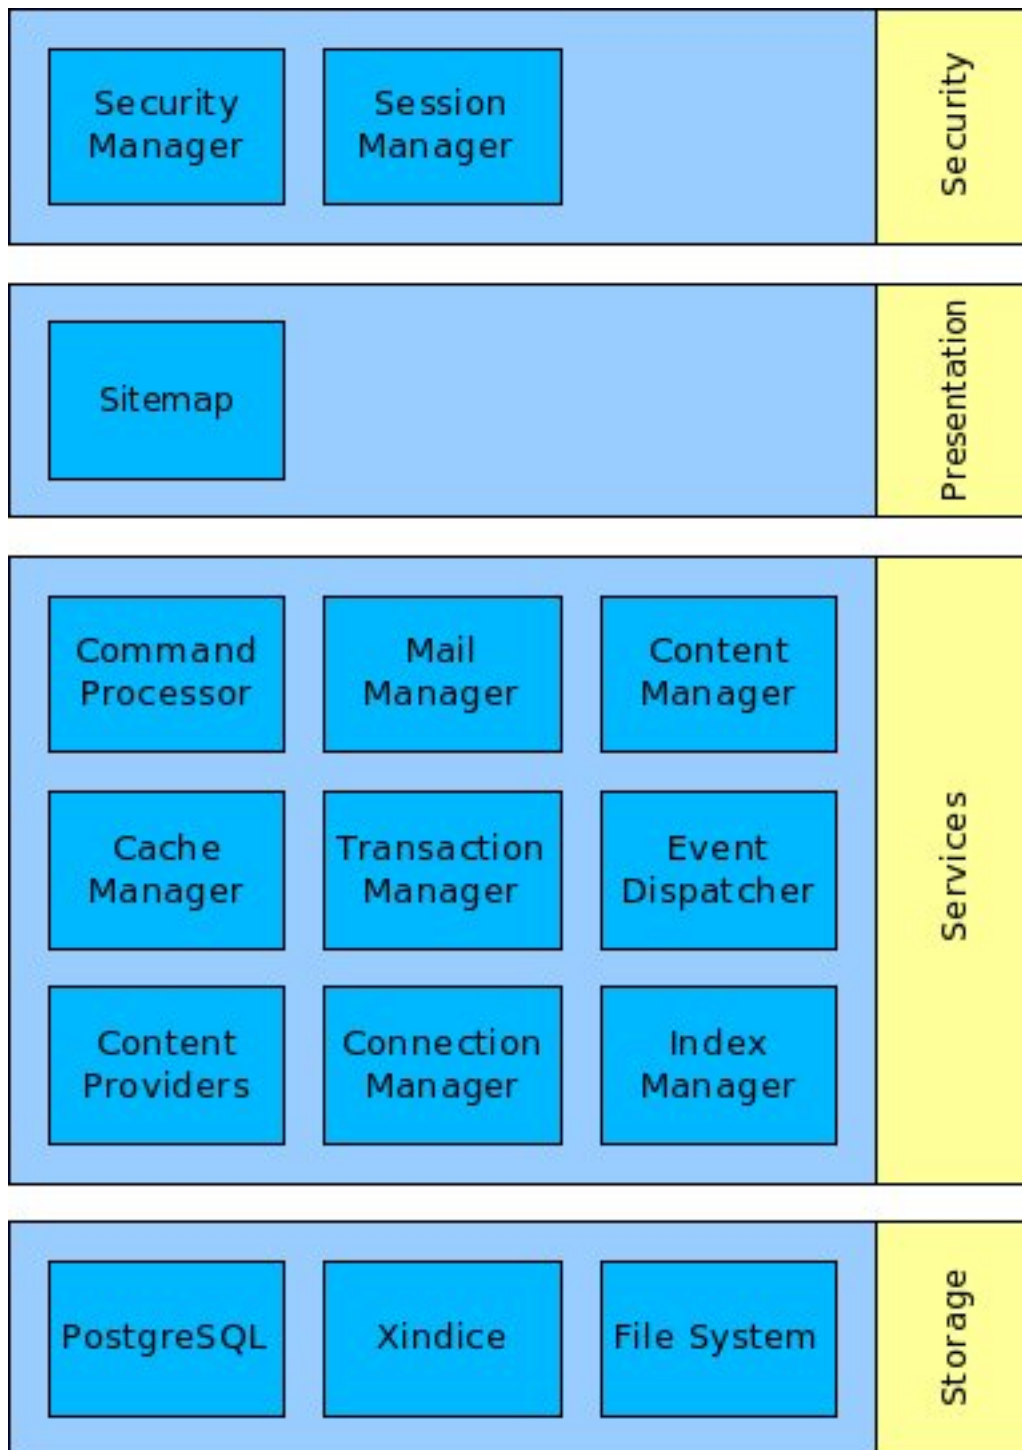 Security
Manager
Session
Manager
Security
Sitemap
Presentation
Command
Processor
Mail
Manager
Content
Manager
Cache
Manager
Transaction
Manager
Event
Dispatcher
Content
Providers
Connection
Manager
Index
Manager
Services
PostgreSQL
Xindice
File System
Storage